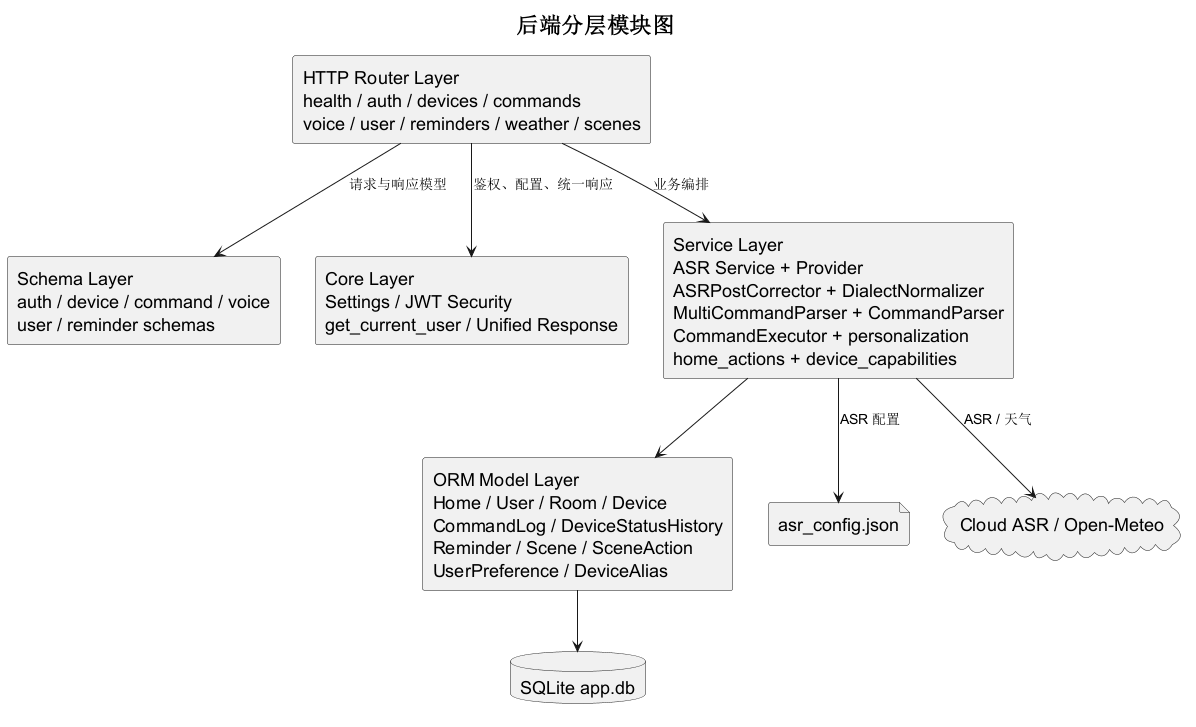 后端分层模块图
HTTP Router Layer
health / auth / devices / commands
voice / user / reminders / weather / scenes
请求与响应模型
鉴权、配置、统一响应
业务编排
Schema Layer
auth / device / command / voice
user / reminder schemas
Core Layer
Settings / JWT Security
get_current_user / Unified Response
Service Layer
ASR Service + Provider
ASRPostCorrector + DialectNormalizer
MultiCommandParser + CommandParser
CommandExecutor + personalization
home_actions + device_capabilities
ASR 配置
ASR / 天气
ORM Model Layer
Home / User / Room / Device
CommandLog / DeviceStatusHistory
Reminder / Scene / SceneAction
UserPreference / DeviceAlias
asr_config.json
Cloud ASR / Open-Meteo
SQLite app.db